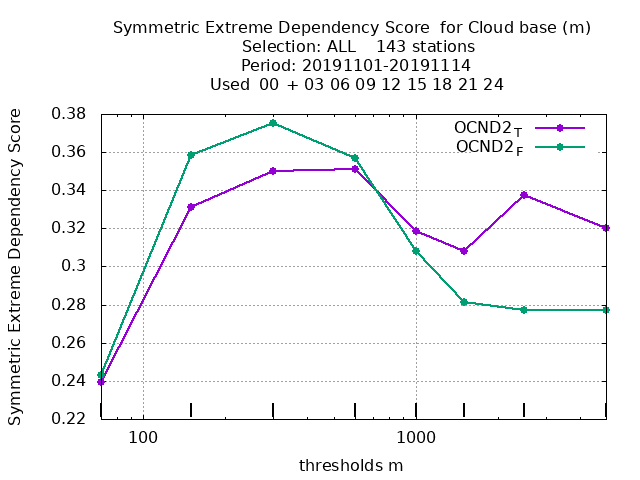 Symmetric Extreme Dependency Score  for Cloud base (m)
Selection: ALL    143 stations
Period: 20191101-20191114
Used  00 + 03 06 09 12 15 18 21 24
Symmetric Extreme Dependency Score
0.38
0.36
0.34
0.32
0.3
0.28
0.26
0.24
0.22
OCND2T
OCND2F
100
1000
thresholds m